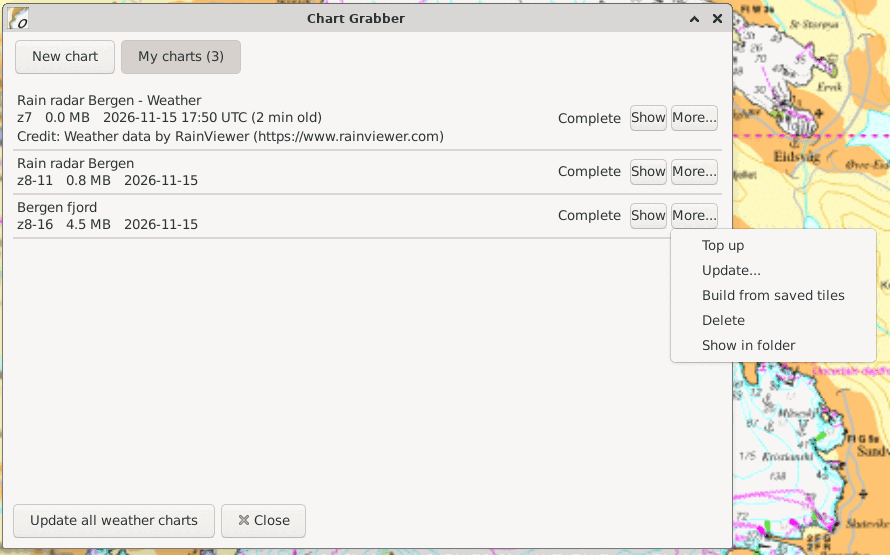 Chart Grabber
New chart
My charts (3)
Rain radar Bergen - Weather
z7 0.0 MB 2026-11-15 17:50 UTC (2 min old)
Credit: Weather data by RainViewer (https://www.rainviewer.com)
Complete Show More...
Rain radar Bergen
z8-11 0.8 MB 2026-11-15
Complete Show More...
Bergen fjord
z8-16 4.5 MB 2026-11-15
Complete Show More...
Top up
Update...
Build from saved tiles
Delete
Show in folder
Update all weather charts
Close
Eidsvåg
Ervik
Kristianski
138